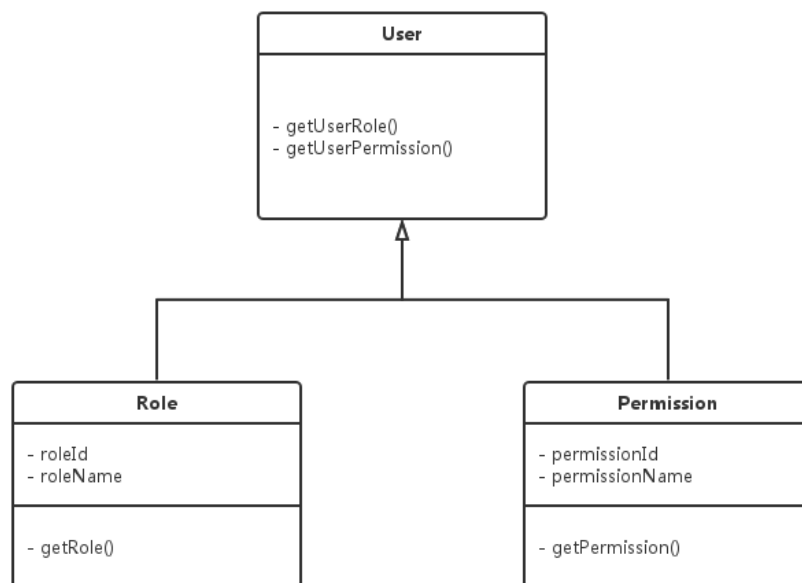 User
- getUserRole()
- getUserPermission()
Role
- roleId
- roleName
- getRole()
Permission
- permissionId
- permissionName
- getPermission()